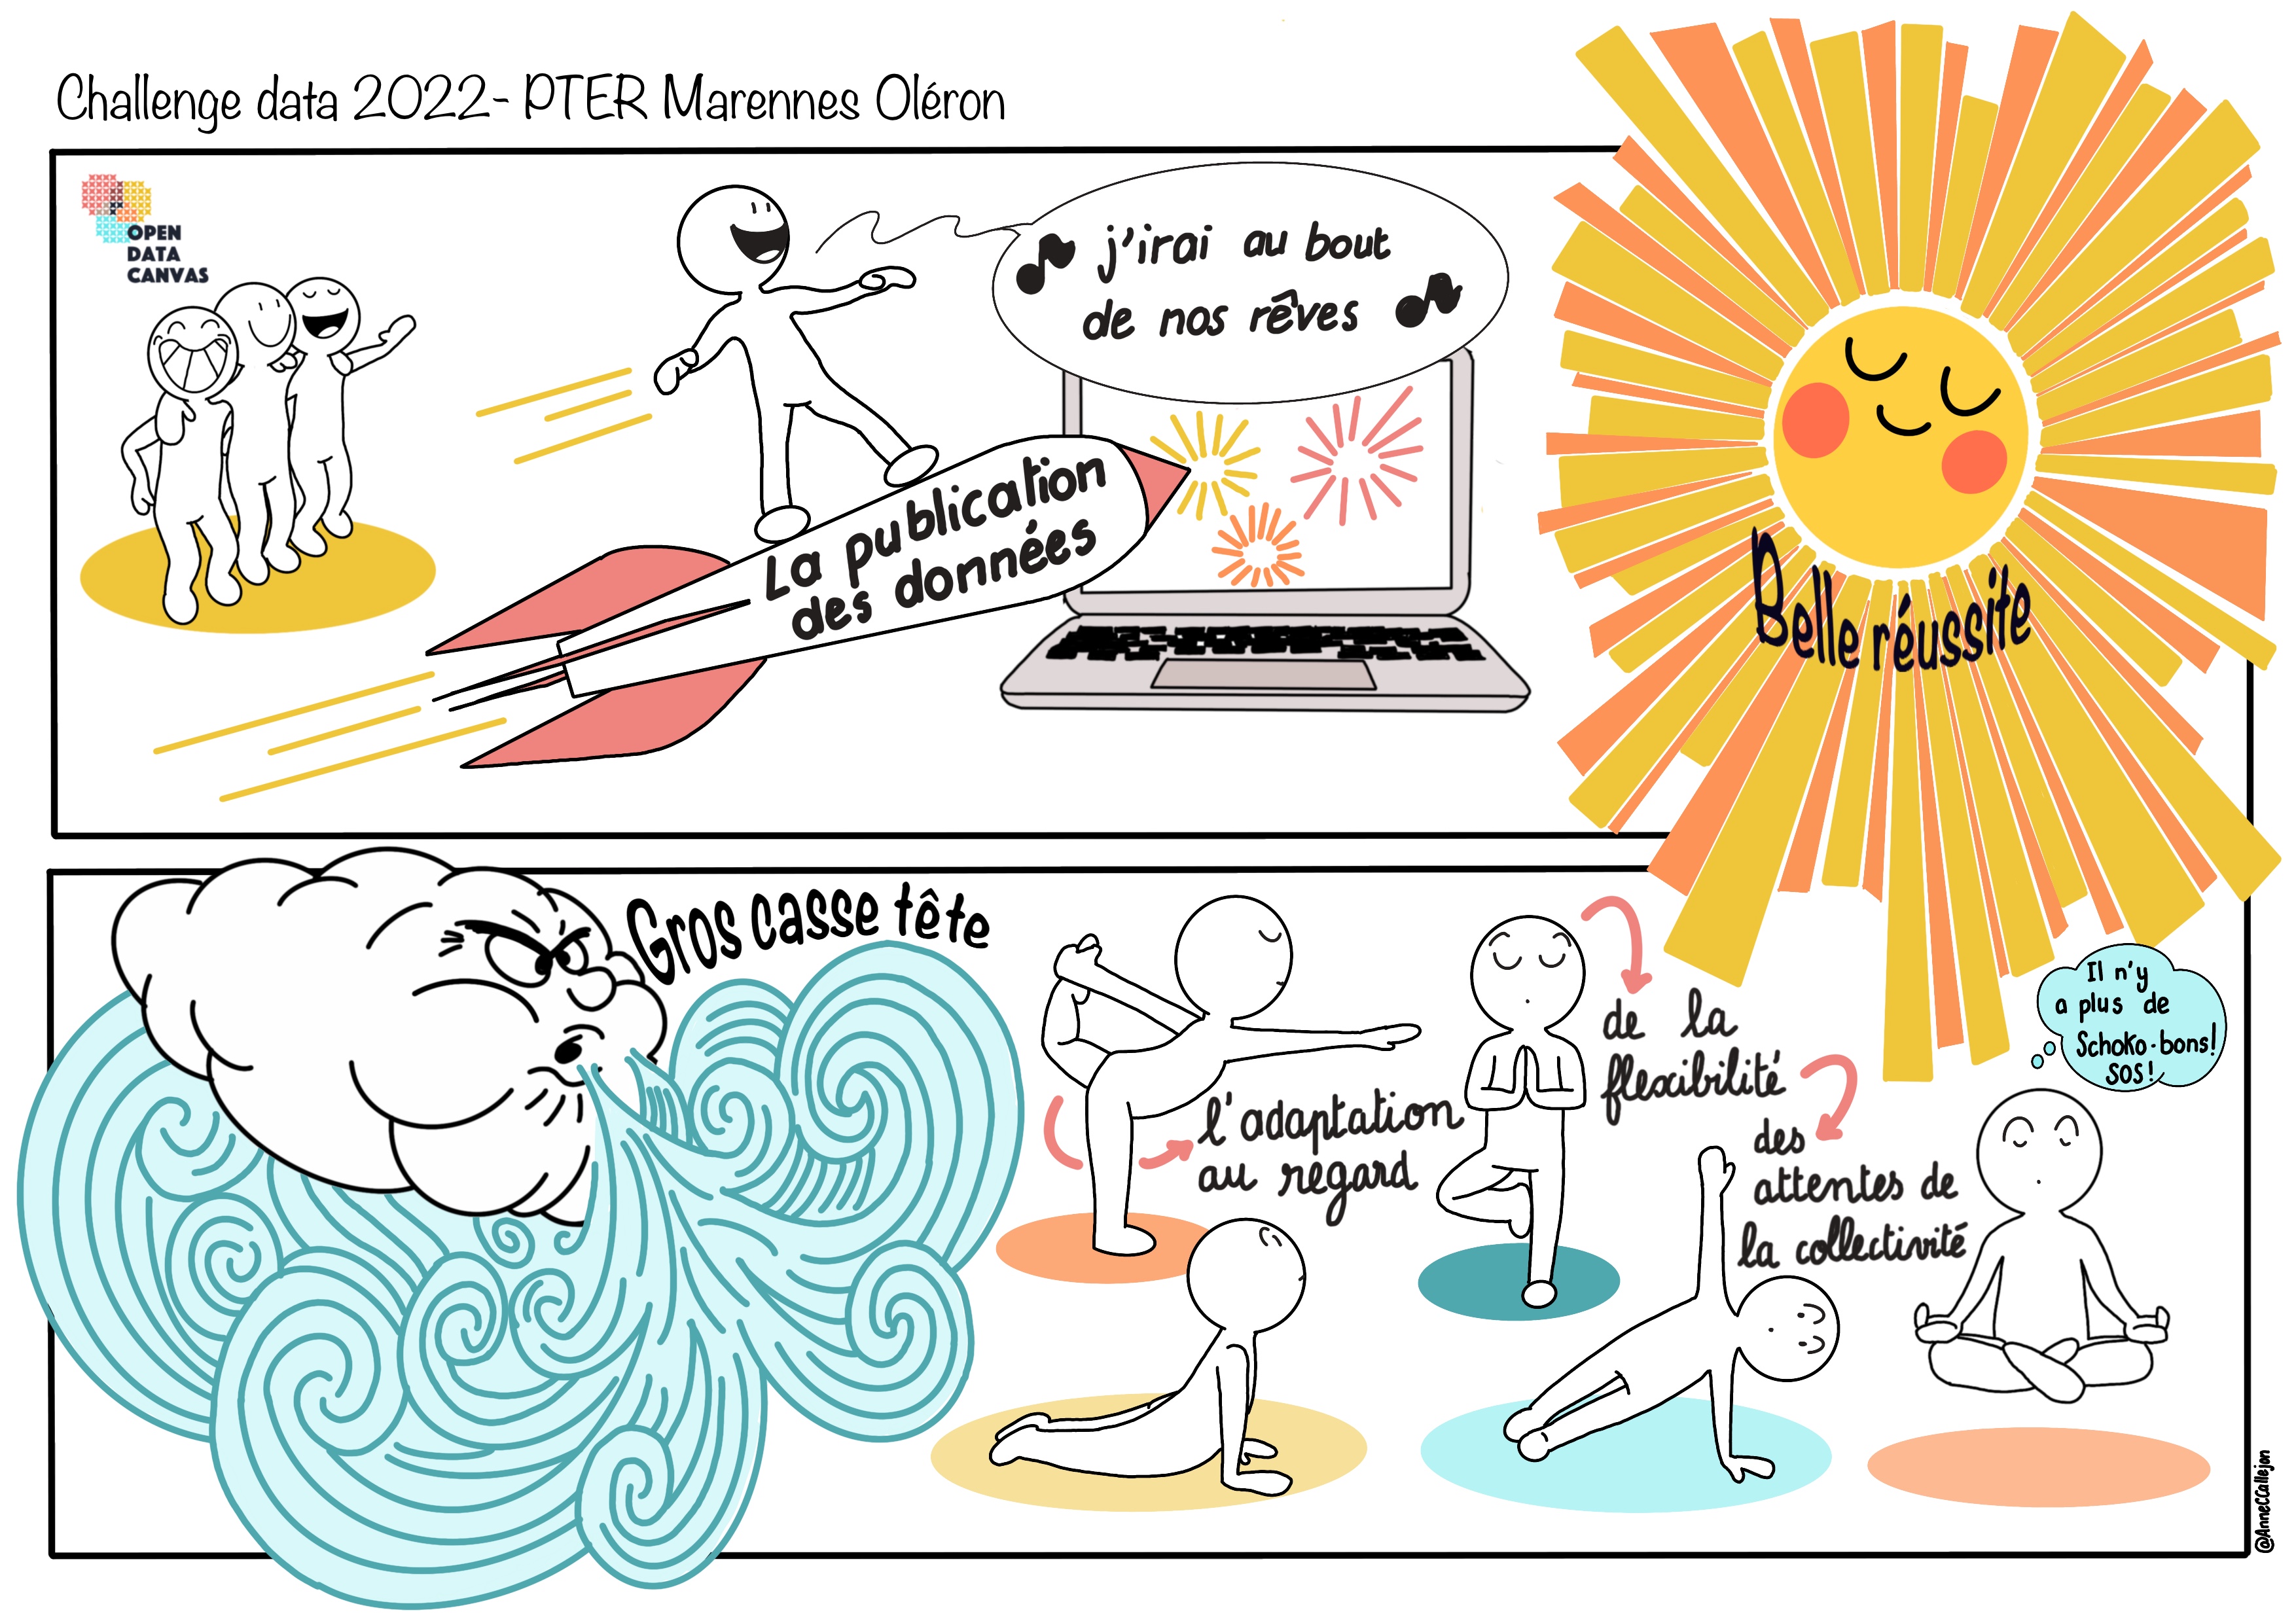 Challenge data 2022- PTER Marennes Oléron
OPEN
DATA
CANVAS
j'irai au bout
de nos rêves
La publication
des données
Belle réussite
Gros casse tête
l'adaptation
au regard
de la
flexibilité
des
attentes de
la collectivité
Il n'y
a plus de
Schoko-bons!
SOS!
@AnneCCallejon